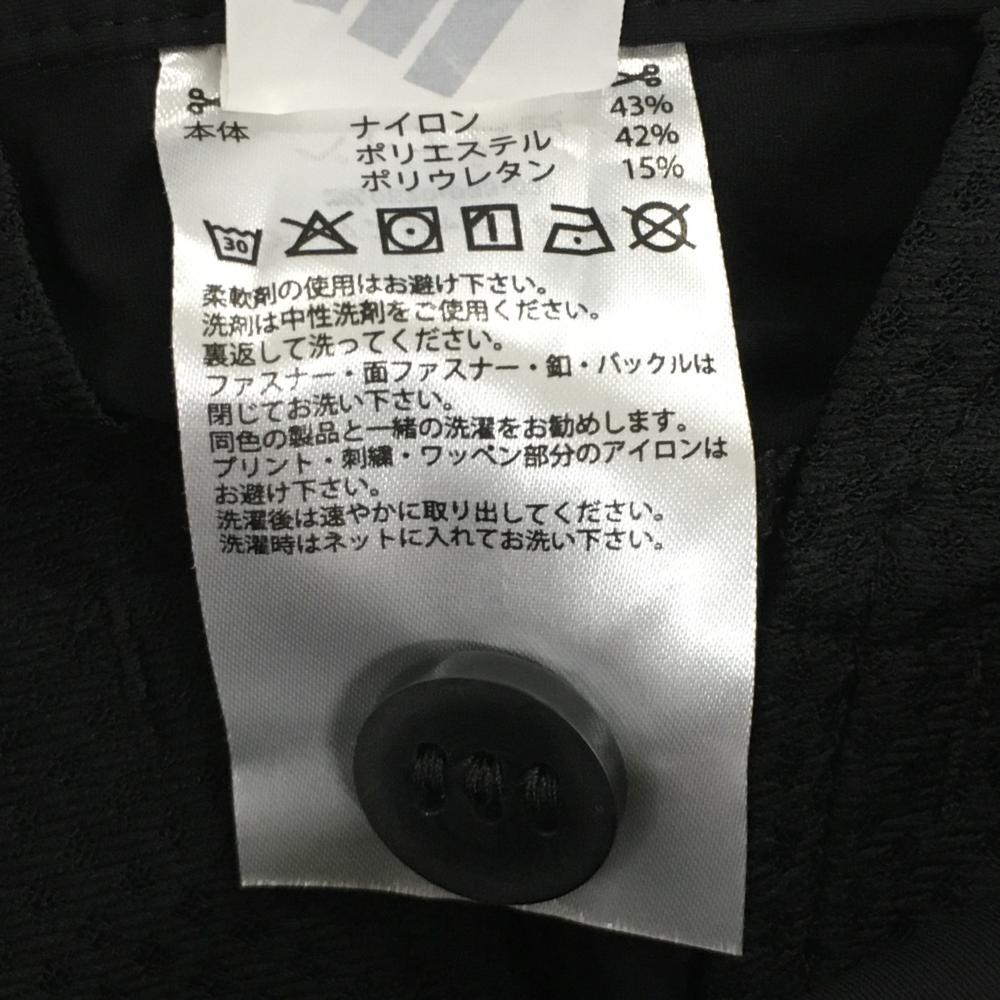 本体 ナイロン 43%
ポリエステル 42%
ポリウレタン 15%
30
柔軟剤の使用はお避け下さい。
洗剤は中性洗剤をご使用ください。
裏返して洗ってください。
ファスナー・面ファスナー・釦・バックルは
閉じてお洗い下さい。
同色の製品と一緒の洗濯をお勧めします。
プリント・刺繍・ワッペン部分のアイロンは
お避け下さい。
洗濯後は速やかに取り出してください。
洗濯時はネットに入れてお洗い下さい。